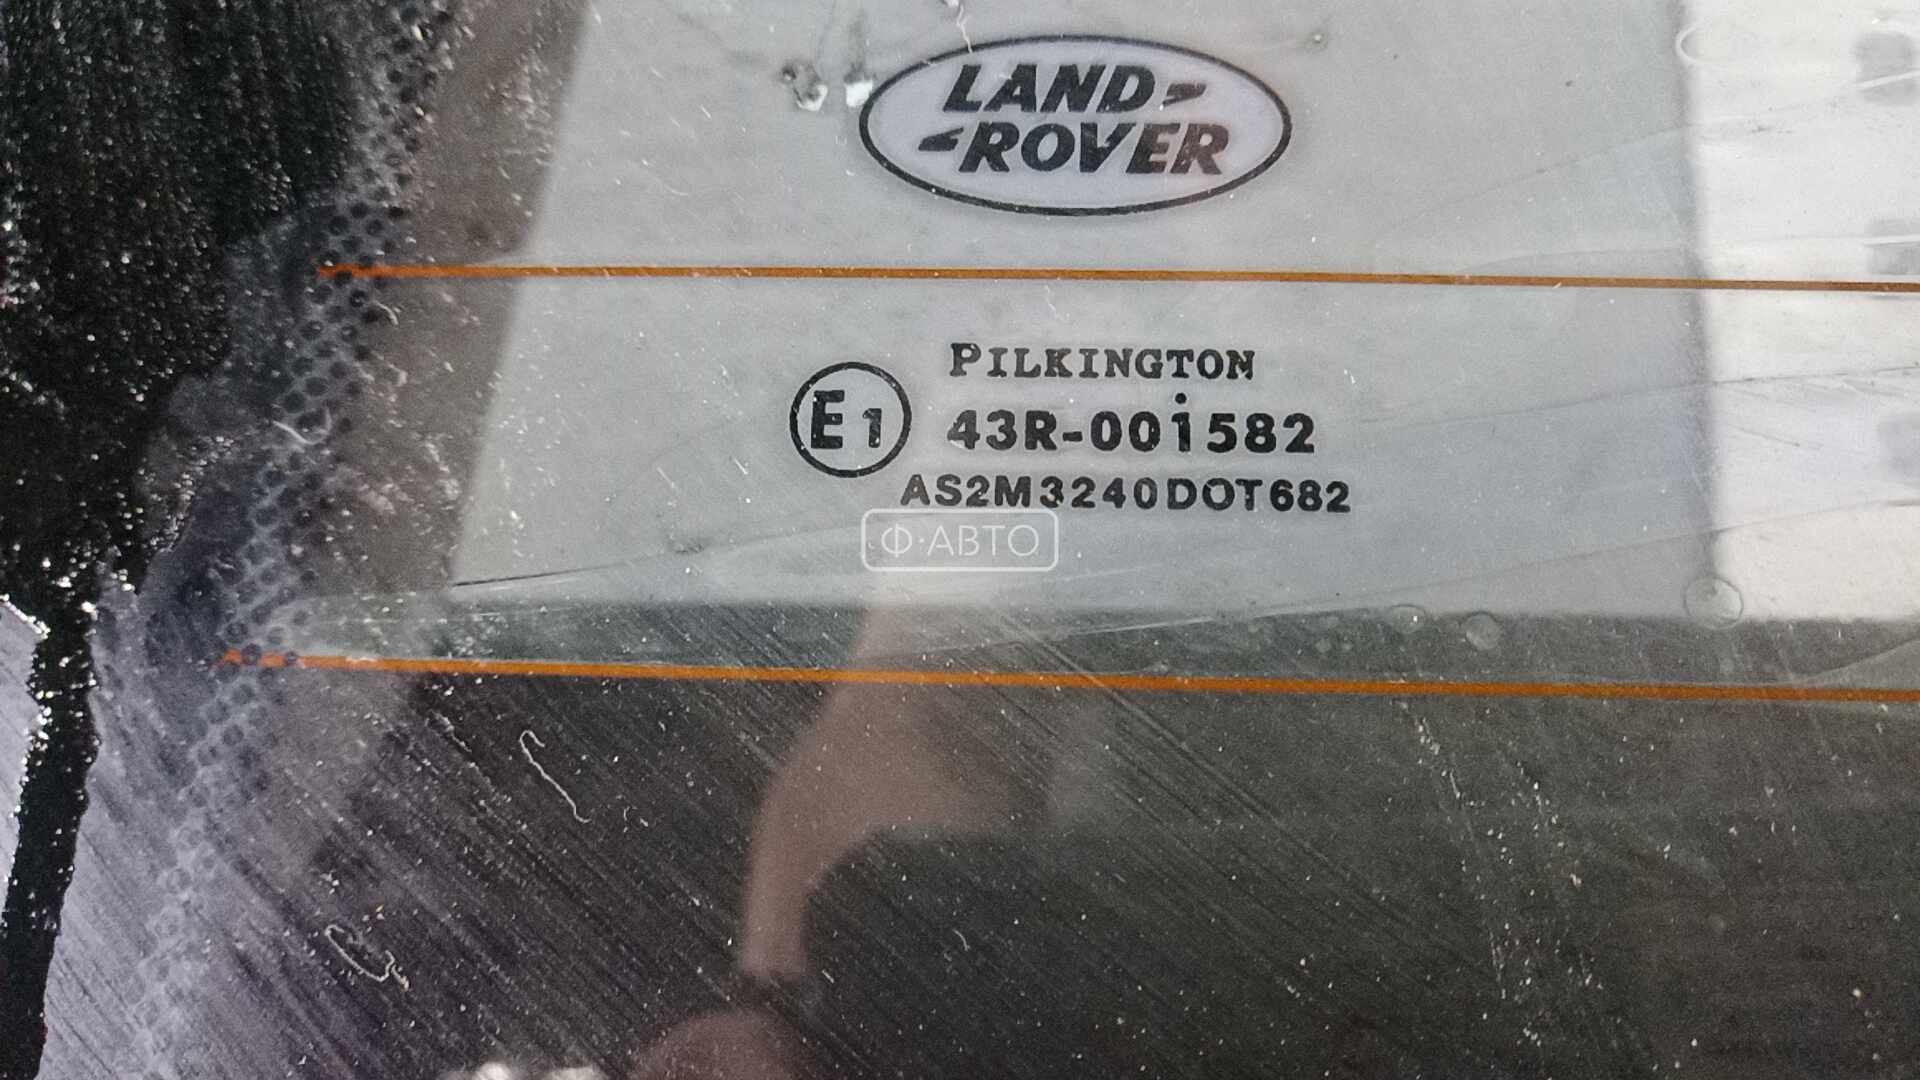 LAND
ROVER
PILKINGTON
E1 43R-001582
AS2M3240DOT682
Ф·АВТО